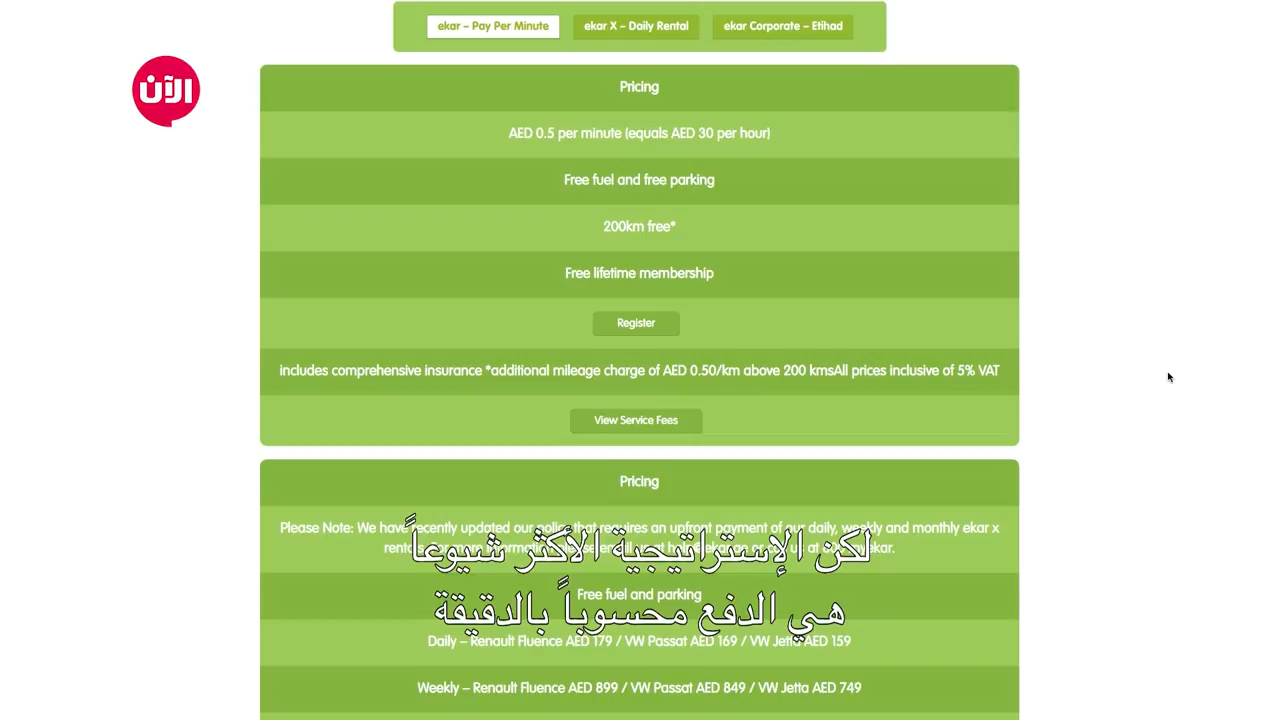 ekar – Pay Per Minute
ekar X – Daily Rental
ekar Corporate – Etihad
الآن
Pricing
AED 0.5 per minute (equals AED 30 per hour)
Free fuel and free parking
200km free*
Free lifetime membership
Register
includes comprehensive insurance *additional mileage charge of AED 0.50/km above 200 kmsAll prices inclusive of 5% VAT
View Service Fees
Pricing
Please Note: We have recently updated our policy that requires an upfront payment of our daily, weekly and monthly ekar x
لكن الإستراتيجية الأكثر شيوعاً
Free fuel and parking
هي الدفع محسوباً بالدقيقة
Daily – Renault Fluence AED 179 / VW Passat AED 169 / VW Jetta AED 159
Weekly – Renault Fluence AED 899 / VW Passat AED 849 / VW Jetta AED 749